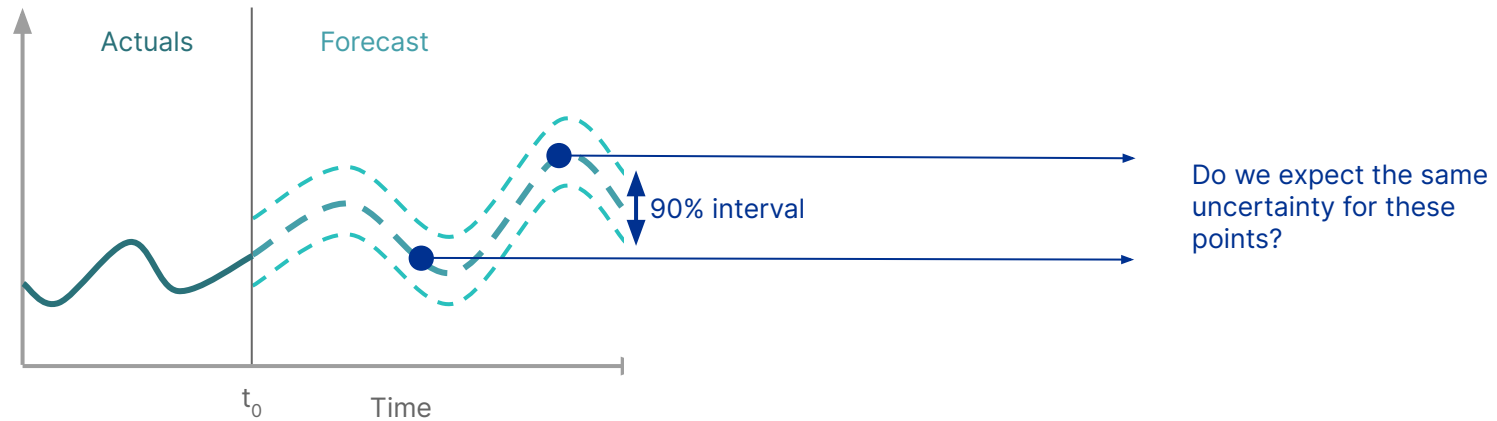 Actuals
Forecast
90% interval
Do we expect the same
uncertainty for these
points?
t₀
Time